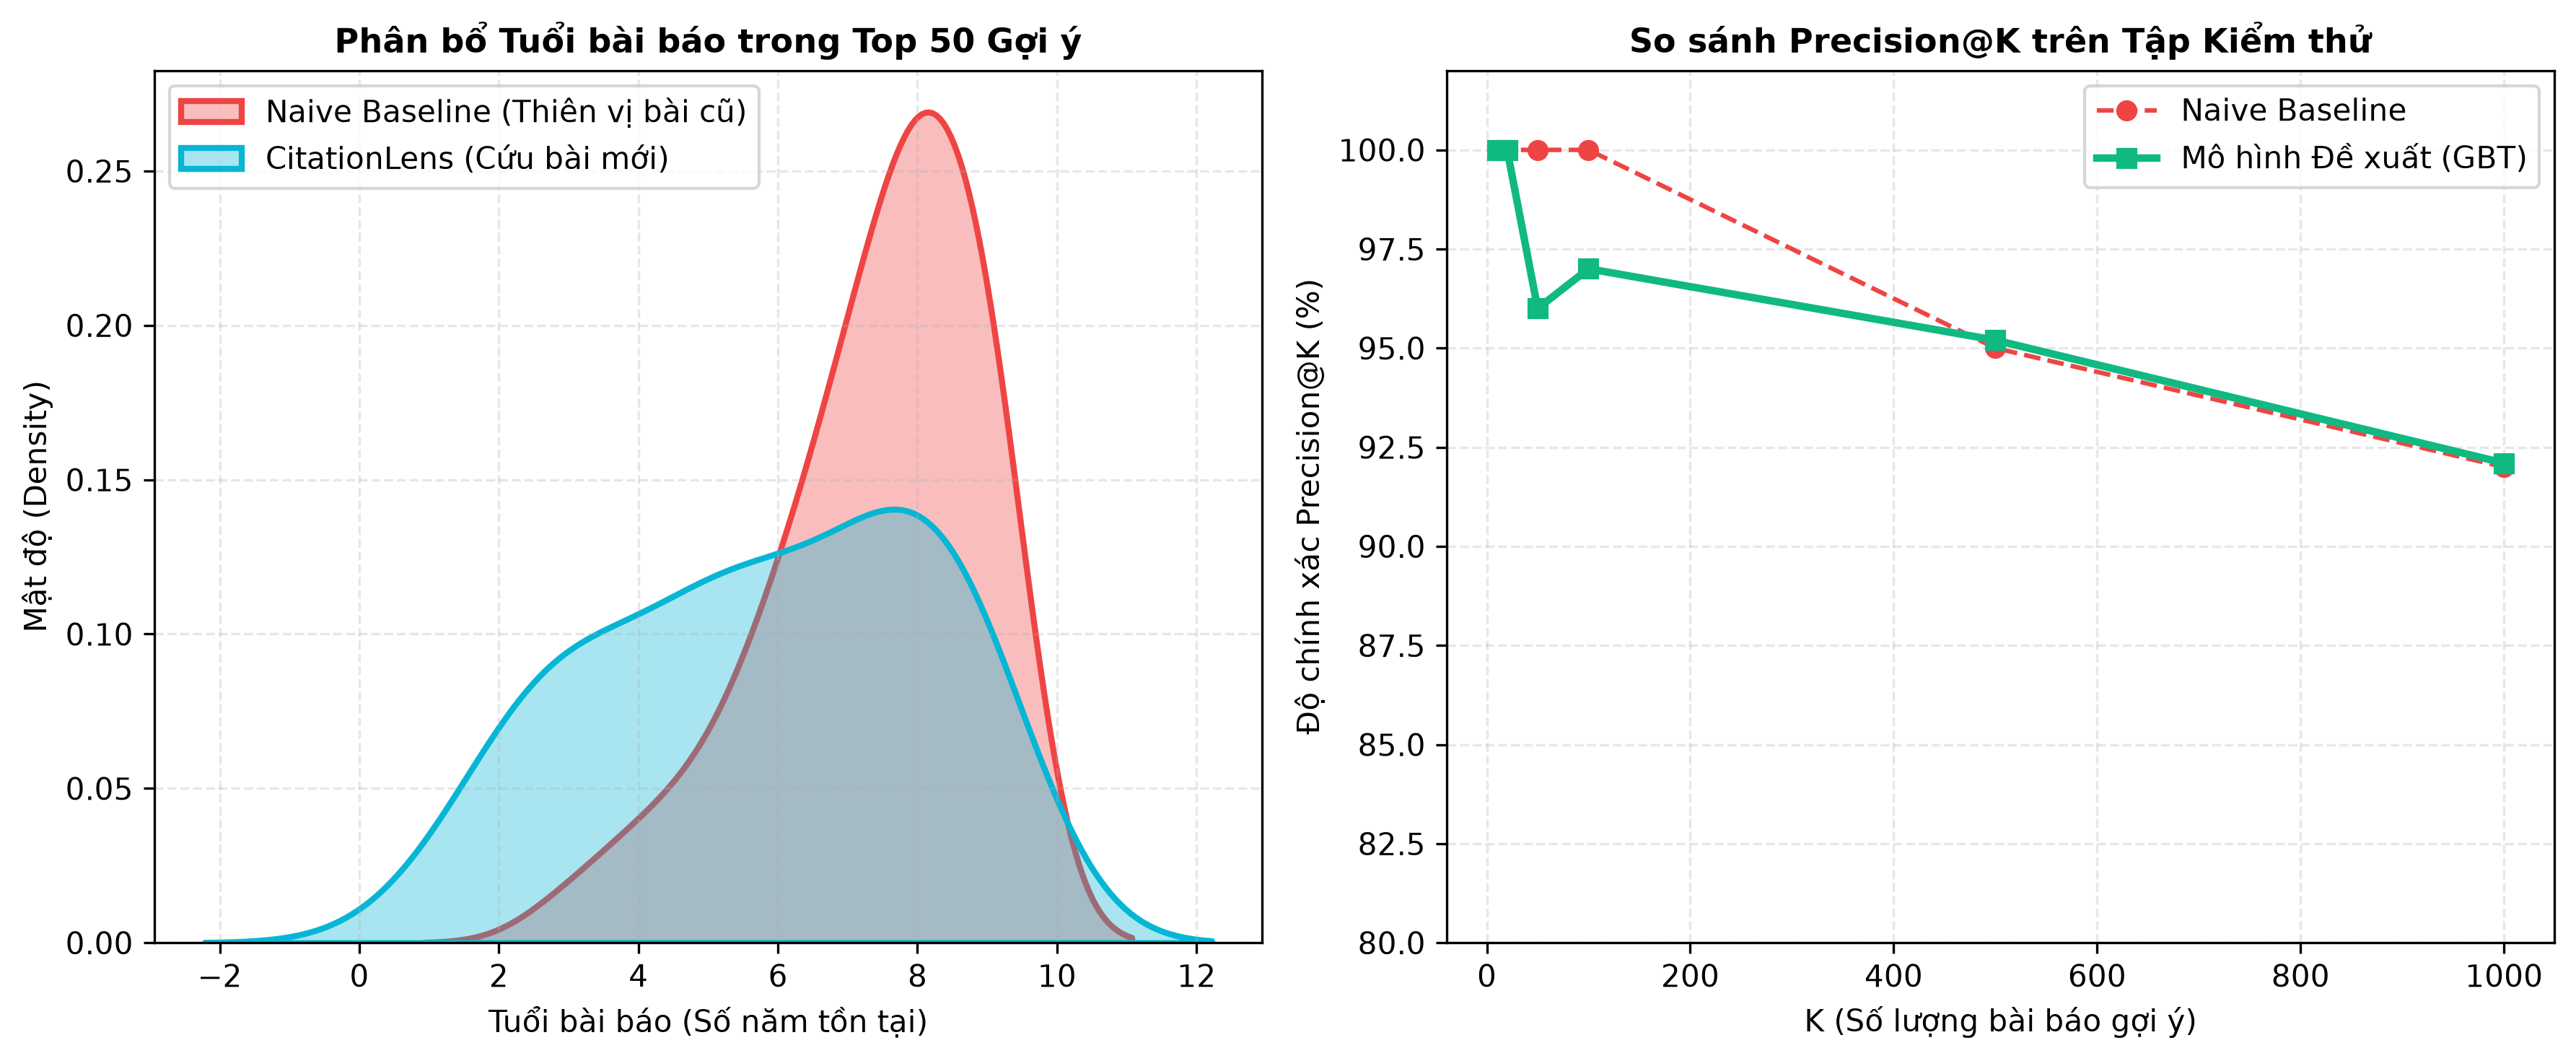 Phân bổ Tuổi bài báo trong Top 50 Gợi ý
Naive Baseline (Thiên vị bài cũ)
CitationLens (Cứu bài mới)
Mật độ (Density)
0.25
0.20
0.15
0.10
0.05
0.00
−2 0 2 4 6 8 10 12
Tuổi bài báo (Số năm tồn tại)
So sánh Precision@K trên Tập Kiểm thử
Naive Baseline
Mô hình Đề xuất (GBT)
Độ chính xác Precision@K (%)
100.0
97.5
95.0
92.5
90.0
87.5
85.0
82.5
80.0
0 200 400 600 800 1000
K (Số lượng bài báo gợi ý)